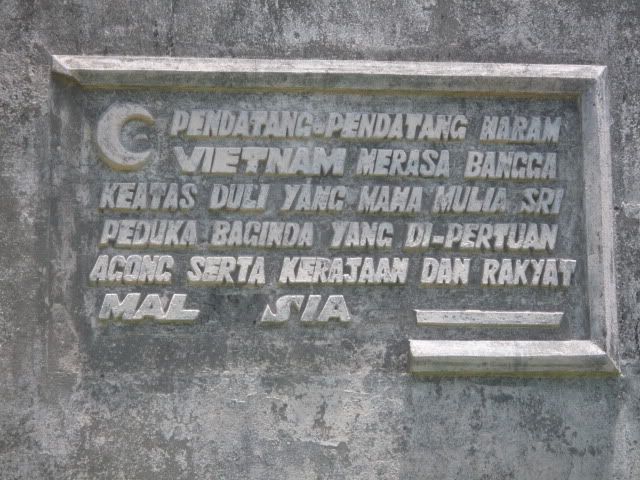 PENDATANG-PENDATANG HARAM
VIETNAM MERASA BANGGA
KEATAS DULI YANG MAHA MULIA SRI
PEDUKA BAGINDA YANG DI-PERTUAN
AGONG SERTA KERAJAAN DAN RAKYAT
MAL SIA